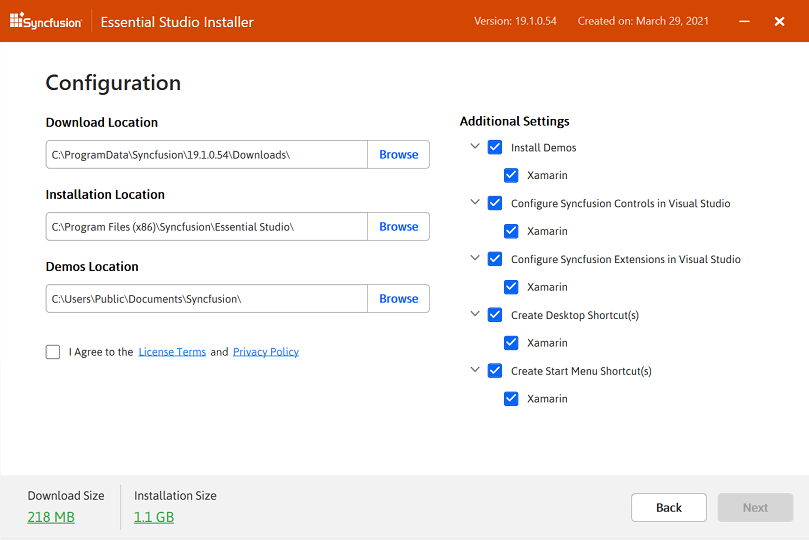 Syncfusion
Essential Studio Installer
Version: 19.1.0.54
Created on: March 29, 2021
Configuration
Download Location
C:\ProgramData\Syncfusion\19.1.0.54\Downloads\
Browse
Installation Location
C:\Program Files (x86)\Syncfusion\Essential Studio\
Browse
Demos Location
C:\Users\Public\Documents\Syncfusion\
Browse
I Agree to the License Terms and Privacy Policy
Additional Settings
Install Demos
Xamarin
Configure Syncfusion Controls in Visual Studio
Xamarin
Configure Syncfusion Extensions in Visual Studio
Xamarin
Create Desktop Shortcut(s)
Xamarin
Create Start Menu Shortcut(s)
Xamarin
Download Size
218 MB
Installation Size
1.1 GB
Back
Next